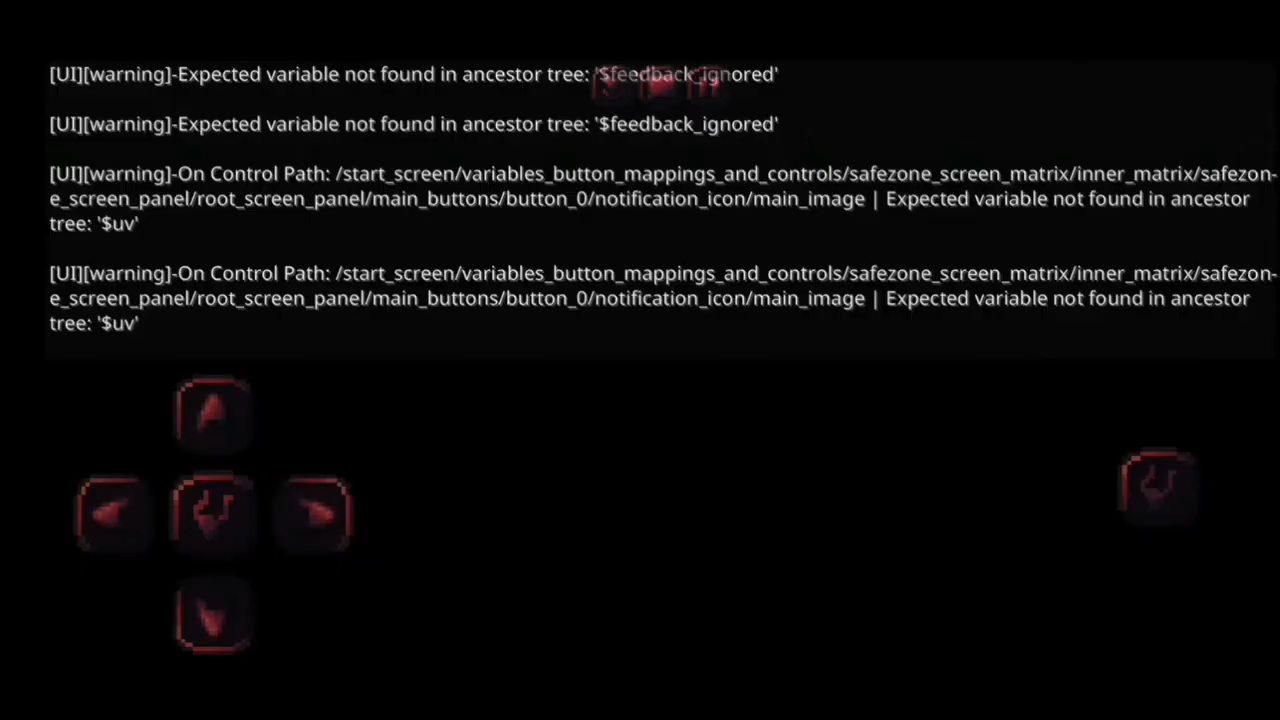 [UI][warning]-Expected variable not found in ancestor tree: '$feedback_ignored'
[UI][warning]-Expected variable not found in ancestor tree: '$feedback_ignored'
[UI][warning]-On Control Path: /start_screen/variables_button_mappings_and_controls/safezone_screen_matrix/inner_matrix/safezon-
e_screen_panel/root_screen_panel/main_buttons/button_0/notification_icon/main_image | Expected variable not found in ancestor
tree: '$uv'
[UI][warning]-On Control Path: /start_screen/variables_button_mappings_and_controls/safezone_screen_matrix/inner_matrix/safezon-
e_screen_panel/root_screen_panel/main_buttons/button_0/notification_icon/main_image | Expected variable not found in ancestor
tree: '$uv'